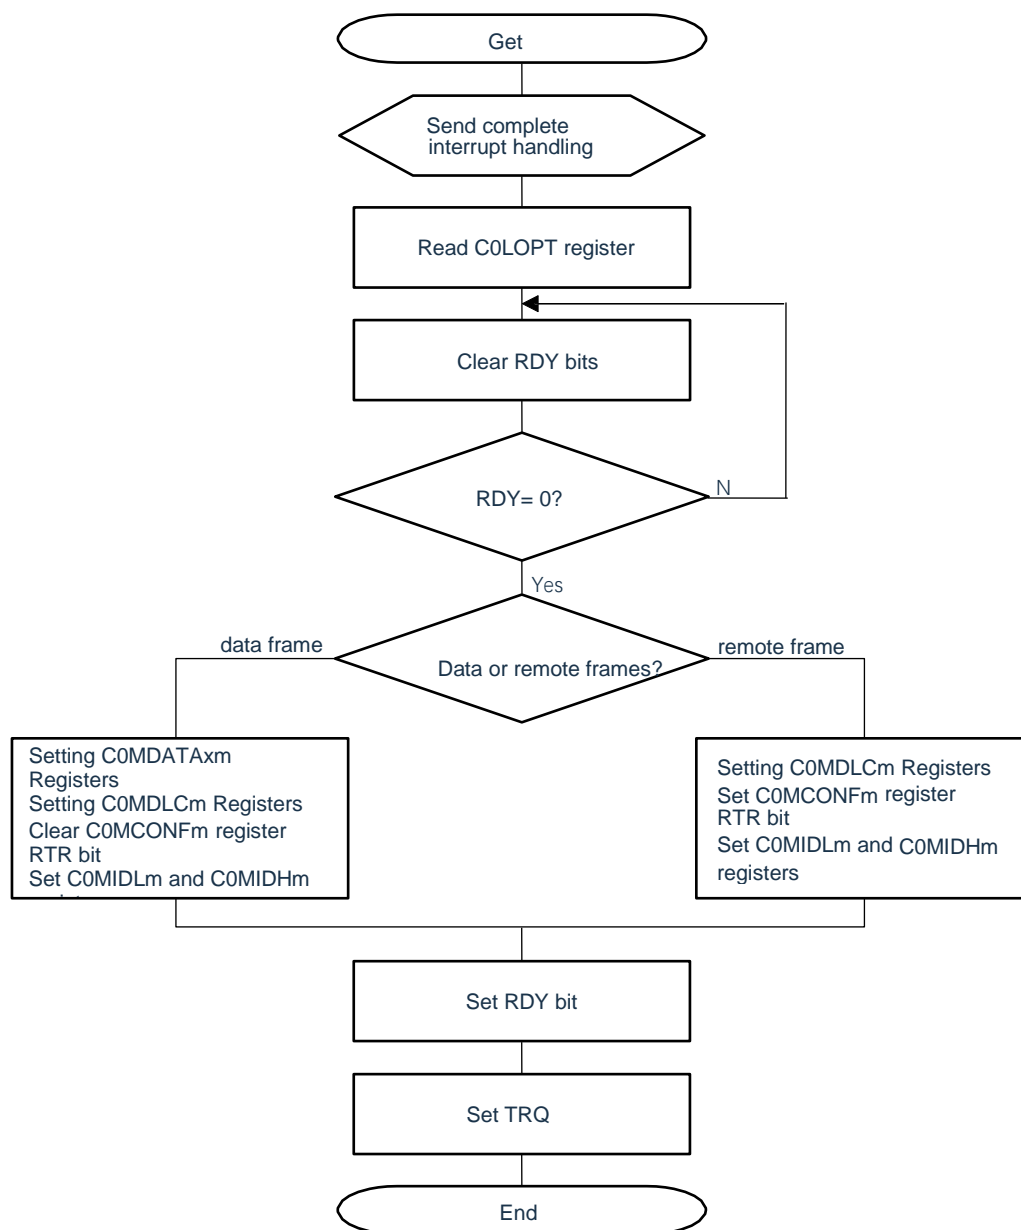 Get
Send complete
interrupt handling
Read C0LOPT register
Clear RDY bits
RDY= 0?
N
Yes
data frame
Data or remote frames?
remote frame
Setting C0MDATAxm
Registers
Setting C0MDLCm Registers
Clear C0MCONFm register
RTR bit
Set C0MIDLm and C0MIDHm
Setting C0MDLCm Registers
Set C0MCONFm register
RTR bit
Set C0MIDLm and C0MIDHm
registers
Set RDY bit
Set TRQ
End